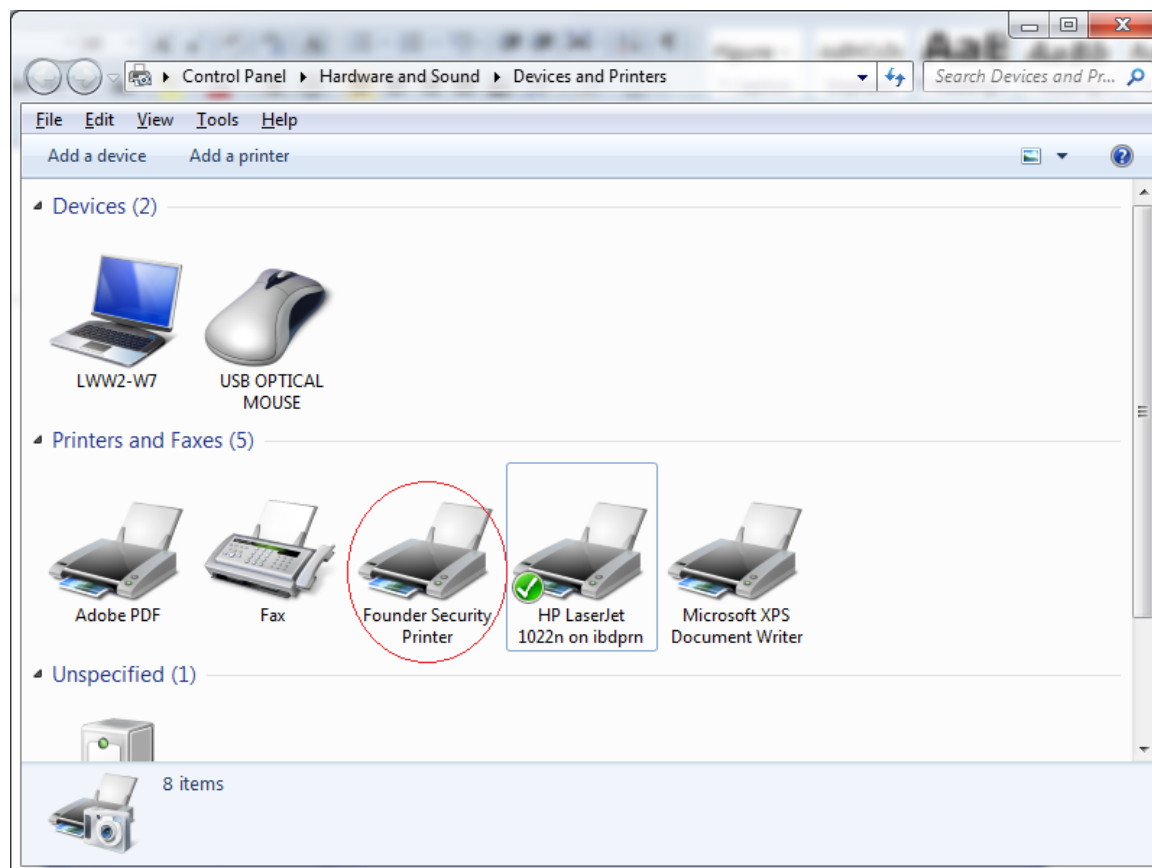 Control Panel Hardware and Sound Devices and Printers
Search Devices and Pr...
File Edit View Tools Help
Add a device Add a printer
Devices (2)
LWW2-W7
USB OPTICAL
MOUSE
Printers and Faxes (5)
Adobe PDF
Fax
Founder Security
Printer
HP LaserJet
1022n on ibdprn
Microsoft XPS
Document Writer
Unspecified (1)
8 items